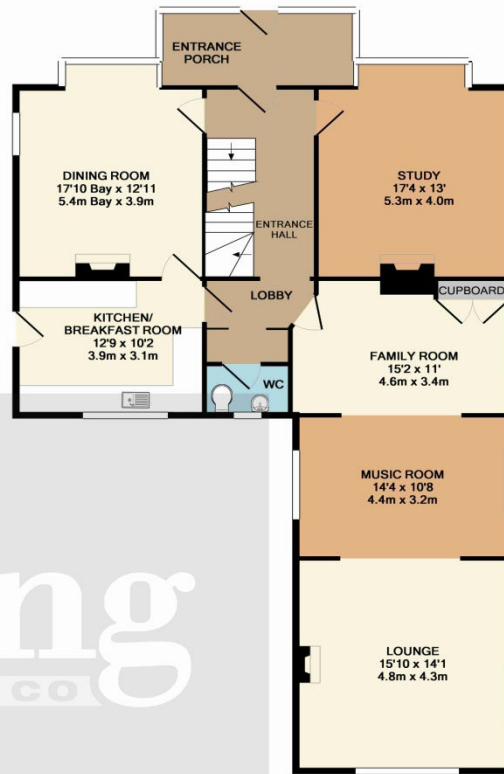 ENTRANCE
PORCH
DINING ROOM
17'10 Bay x 12'11
5.4m Bay x 3.9m
STUDY
17'4 x 13'
5.3m x 4.0m
ENTRANCE
HALL
LOBBY
CUPBOARD
KITCHEN/
BREAKFAST ROOM
12'9 x 10'2
3.9m x 3.1m
FAMILY ROOM
15'2 x 11'
4.6m x 3.4m
WC
MUSIC ROOM
14'4 x 10'8
4.4m x 3.2m
LOUNGE
15'10 x 14'1
4.8m x 4.3m
CO